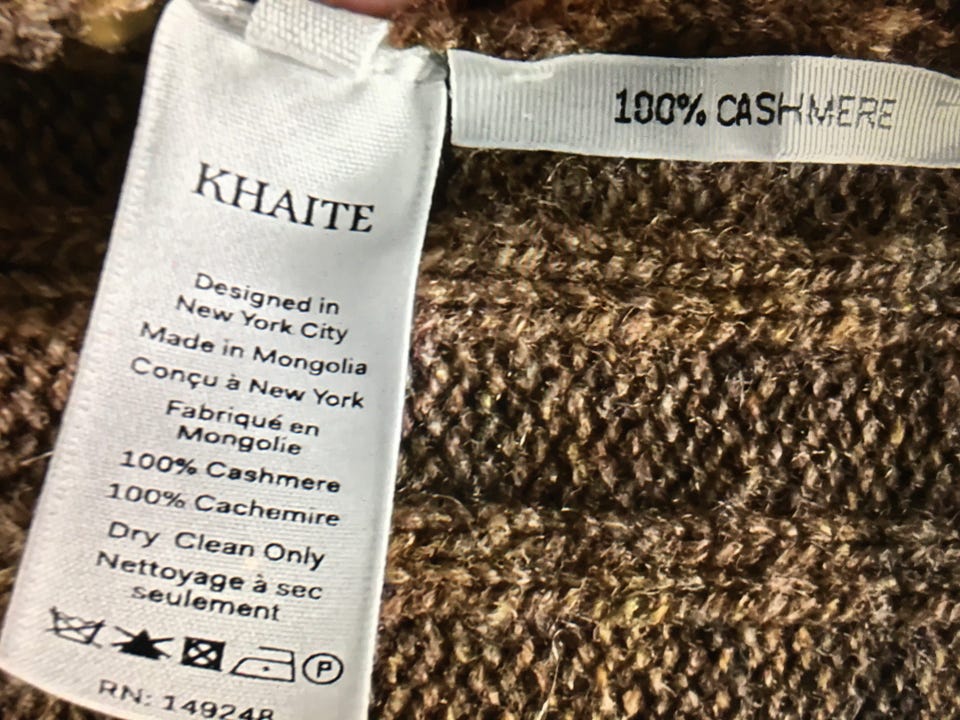 KHAITE
Designed in
New York City
Made in Mongolia
Conçu à New York
Fabriqué en
Mongolie
100% Cashmere
100% Cachemire
Dry Clean Only
Nettoyage à sec
seulement
P
RN: 149248
100% CASHMERE